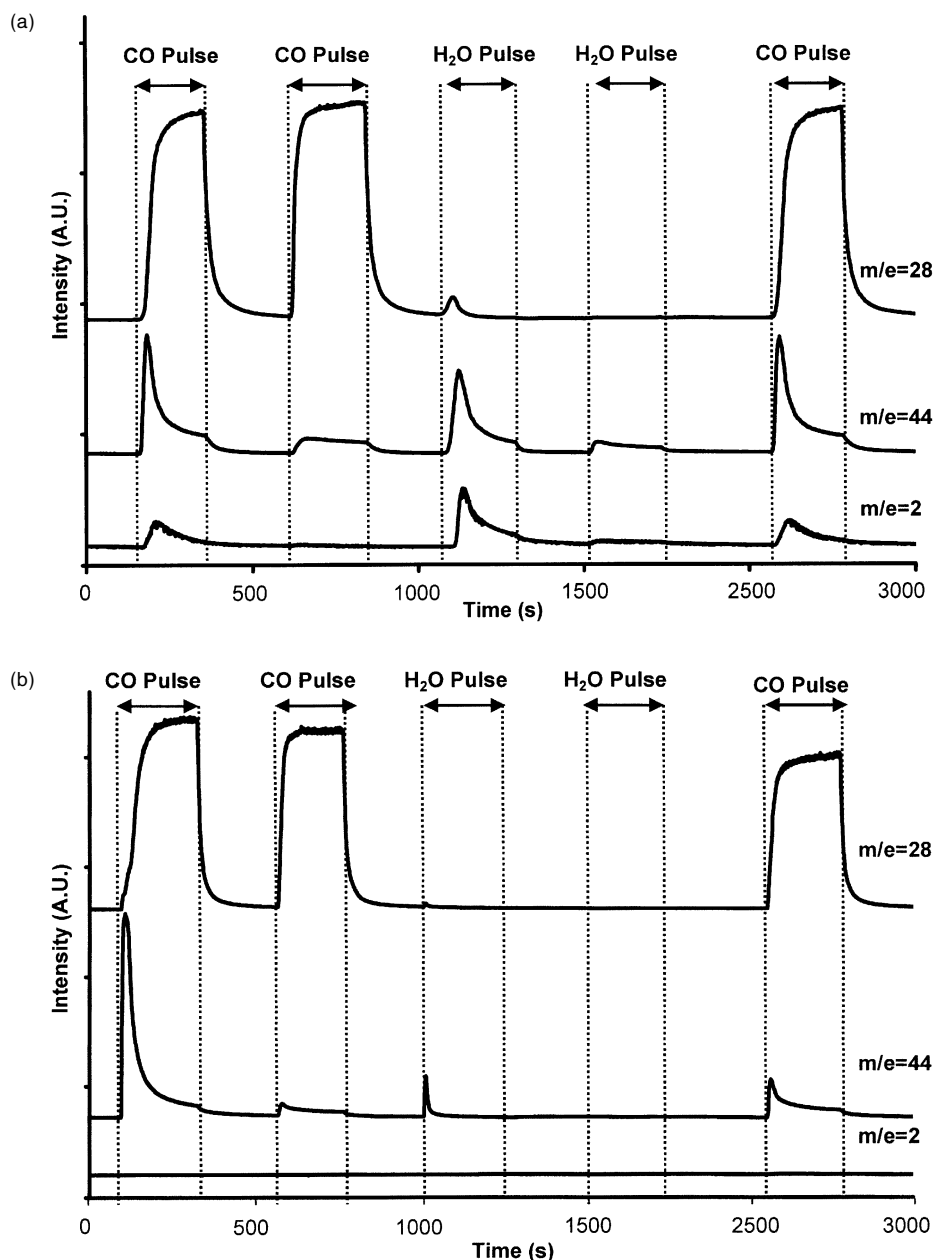 (a)
CO Pulse CO Pulse H₂O Pulse H₂O Pulse CO Pulse
Intensity (A.U.)
m/e=28
m/e=44
m/e=2
0 500 1000 1500 2000 2500 3000
Time (s)
(b)
CO Pulse CO Pulse H₂O Pulse H₂O Pulse CO Pulse
Intensity (A.U.)
m/e=28
m/e=44
m/e=2
0 500 1000 1500 2000 2500 3000
Time (s)